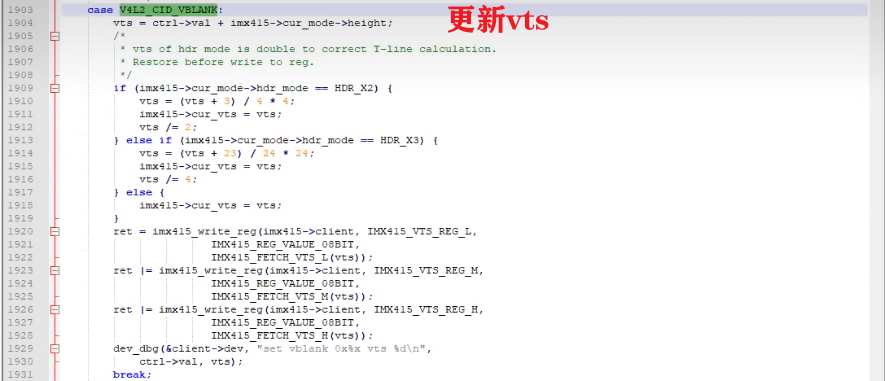 更新vts
1903 case V4L2_CID_VBLANK:
1904 vts = ctrl->val + imx415->cur_mode->height;
1905 /*
1906 * vts of hdr mode is double to correct T-line calculation.
1907 * Restore before write to reg.
1908 */
1909 if (imx415->cur_mode->hdr_mode == HDR_X2) {
1910 vts = (vts + 3) / 4 * 4;
1911 imx415->cur_vts = vts;
1912 vts /= 2;
1913 } else if (imx415->cur_mode->hdr_mode == HDR_X3) {
1914 vts = (vts + 23) / 24 * 24;
1915 imx415->cur_vts = vts;
1916 vts /= 4;
1917 } else {
1918 imx415->cur_vts = vts;
1919 }
1920 ret = imx415_write_reg(imx415->client, IMX415_VTS_REG_L,
1921 IMX415_REG_VALUE_08BIT,
1922 IMX415_FETCH_VTS_L(vts));
1923 ret |= imx415_write_reg(imx415->client, IMX415_VTS_REG_M,
1924 IMX415_REG_VALUE_08BIT,
1925 IMX415_FETCH_VTS_M(vts));
1926 ret |= imx415_write_reg(imx415->client, IMX415_VTS_REG_H,
1927 IMX415_REG_VALUE_08BIT,
1928 IMX415_FETCH_VTS_H(vts));
1929 dev_dbg(&client->dev, "set vblank 0x%x vts %d\n",
1930 ctrl->val, vts);
1931 break;